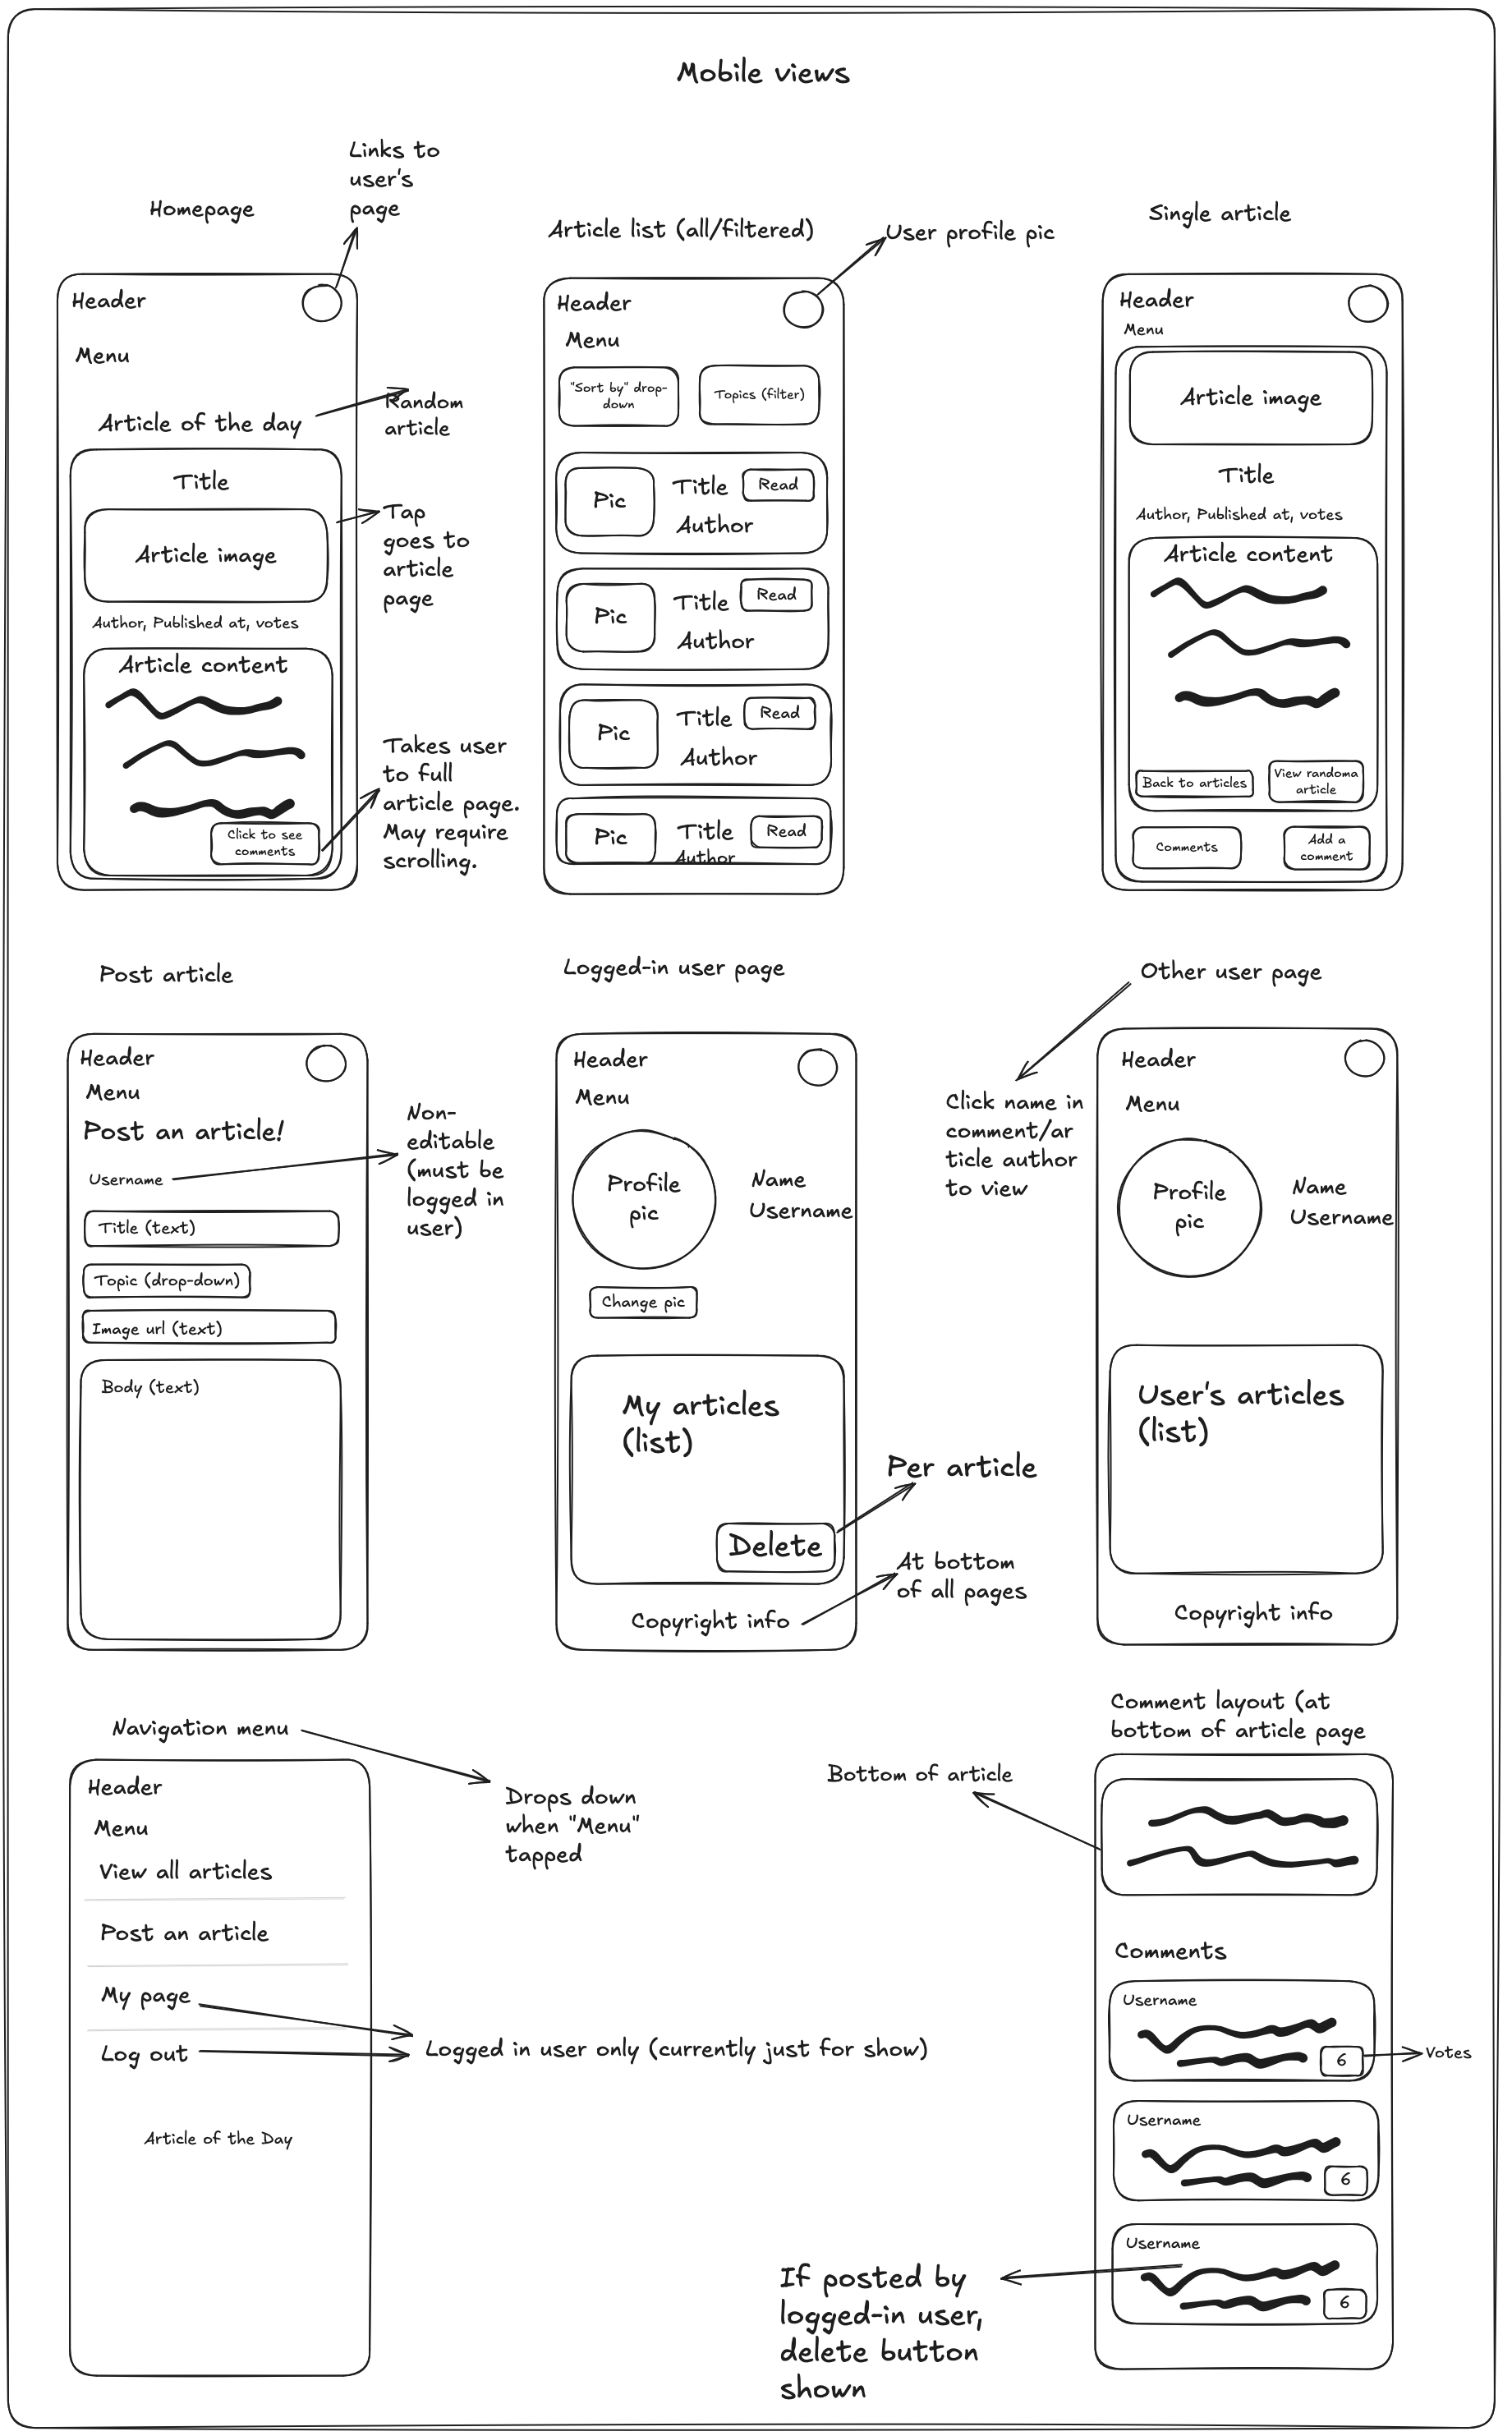 Mobile views
Links to
user's
page
Homepage
Header
Menu
Article of the day
Random
article
Title
Article image
Tap
goes to
article
page
Author, Published at, votes
Article content
Click to see
comments
Takes user
to full
article page.
May require
scrolling.
Article list (all/filtered)
User profile pic
Header
Menu
"Sort by" drop-
down
Topics (filter)
Pic
Title
Read
Author
Pic
Title
Read
Author
Pic
Title
Read
Author
Pic
Title
Read
Author
Single article
Header
Menu
Article image
Title
Author, Published at, votes
Article content
Back to articles
View randoma
article
Comments
Add a
comment
Post article
Header
Menu
Post an article!
Username
Non-
editable
(must be
logged in
user)
Title (text)
Topic (drop-down)
Image url (text)
Body (text)
Logged-in user page
Header
Menu
Profile
pic
Name
Username
Change pic
My articles
(list)
Delete
Per article
Copyright info
At bottom
of all pages
Other user page
Click name in
comment/ar
ticle author
to view
Header
Menu
Profile
pic
Name
Username
User's articles
(list)
Copyright info
Navigation menu
Drops down
when "Menu"
tapped
Header
Menu
View all articles
Post an article
My page
Log out
Logged in user only (currently just for show)
Article of the Day
Comment layout (at
bottom of article page
Bottom of article
Comments
Username
6
Votes
Username
6
Username
6
If posted by
logged-in user,
delete button
shown